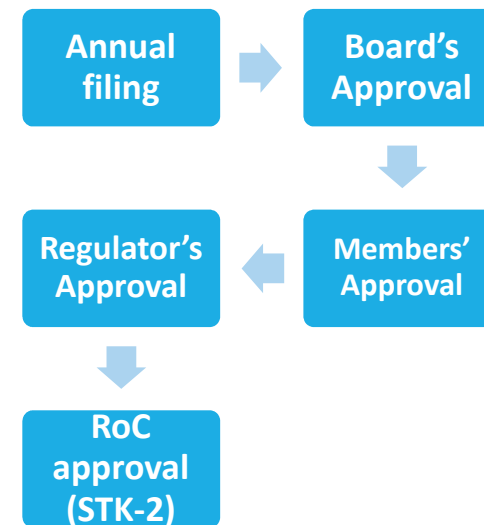 Annual
filing
Board’s
Approval
Members’
Approval
Regulator’s
Approval
RoC
approval
(STK-2)